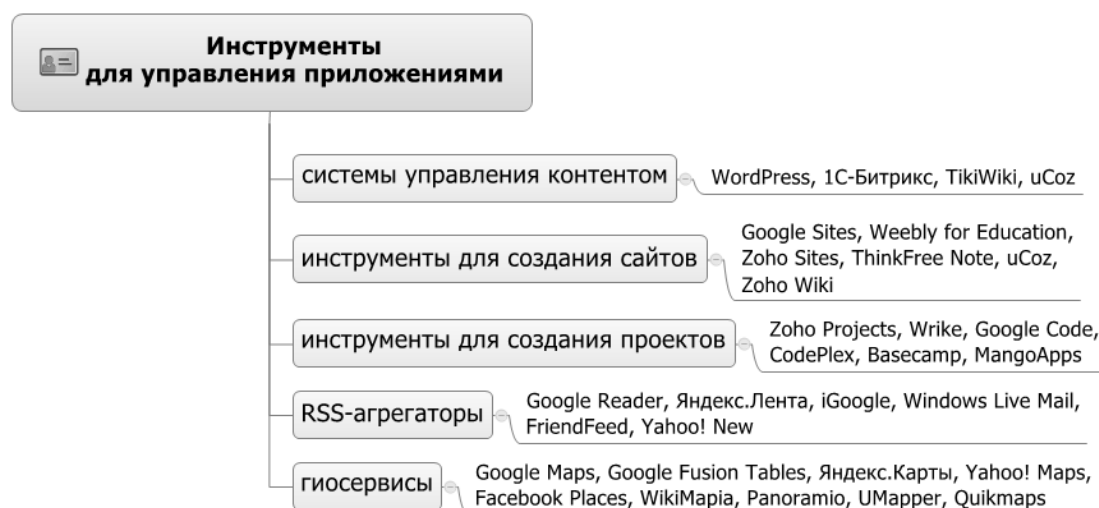 Инструменты
для управления приложениями
системы управления контентом
WordPress, 1С-Битрикс, TikiWiki, uCoz
инструменты для создания сайтов
Google Sites, Weebly for Education,
Zoho Sites, ThinkFree Note, uCoz,
Zoho Wiki
инструменты для создания проектов
Zoho Projects, Wrike, Google Code,
CodePlex, Basecamp, MangoApps
RSS-агрегаторы
Google Reader, Яндекс.Лента, iGoogle, Windows Live Mail,
FriendFeed, Yahoo! New
гиосервисы
Google Maps, Google Fusion Tables, Яндекс.Карты, Yahoo! Maps,
Facebook Places, WikiMapia, Panoramio, UMapper, Quikmaps